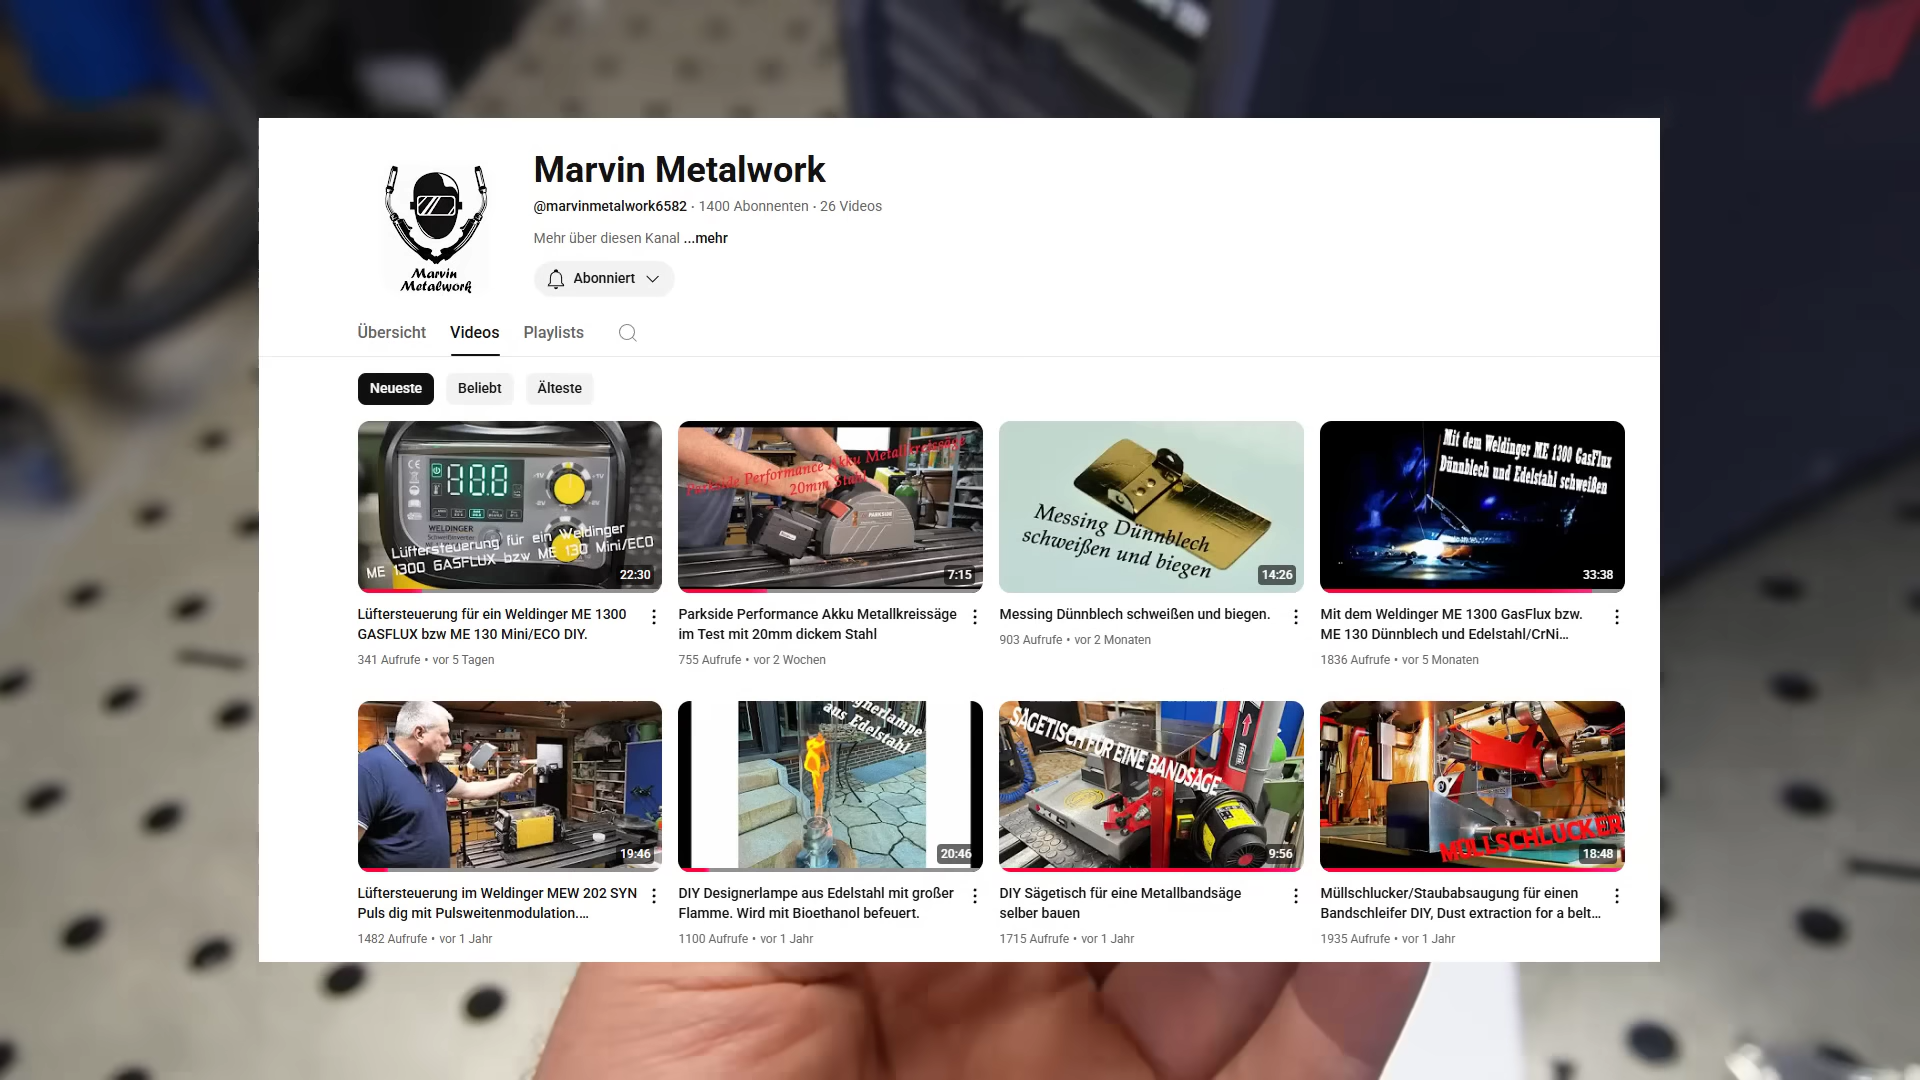 Marvin Metalwork
@marvinmetalwork6582 · 1400 Abonnenten · 26 Videos
Mehr über diesen Kanal ...mehr
Abonniert
Marvin
Metalwork
Übersicht Videos Playlists
Neueste Beliebt Älteste
188.8
WELDINGER
Lüftersteuerung für ein Weldinger
ME 1300 GASFLUX bzw ME 130 Mini/ECO
22:30
Parkside Performance Akku Metallkreissäge
20mm Stahl
PARKSIDE
7:15
Messing Dünnblech
schweißen und biegen
14:26
Mit dem Weldinger ME 1300 GasFlux
Dünnblech und Edelstahl schweißen
33:38
Lüftersteuerung für ein Weldinger ME 1300
GASFLUX bzw ME 130 Mini/ECO DIY.
341 Aufrufe • vor 5 Tagen
Parkside Performance Akku Metallkreissäge
im Test mit 20mm dickem Stahl
755 Aufrufe • vor 2 Wochen
Messing Dünnblech schweißen und biegen.
903 Aufrufe • vor 2 Monaten
Mit dem Weldinger ME 1300 GasFlux bzw.
ME 130 Dünnblech und Edelstahl/CrNi...
1836 Aufrufe • vor 5 Monaten
19:46
gnerlampe
aus Edelstahl
20:46
SÄGETISCH FÜR EINE BANDSÄGE
9:56
MÜLLSCHLUCKER
18:48
Lüftersteuerung im Weldinger MEW 202 SYN
Puls dig mit Pulsweitenmodulation....
1482 Aufrufe • vor 1 Jahr
DIY Designerlampe aus Edelstahl mit großer
Flamme. Wird mit Bioethanol befeuert.
1100 Aufrufe • vor 1 Jahr
DIY Sägetisch für eine Metallbandsäge
selber bauen
1715 Aufrufe • vor 1 Jahr
Müllschlucker/Staubabsaugung für einen
Bandschleifer DIY, Dust extraction for a belt...
1935 Aufrufe • vor 1 Jahr